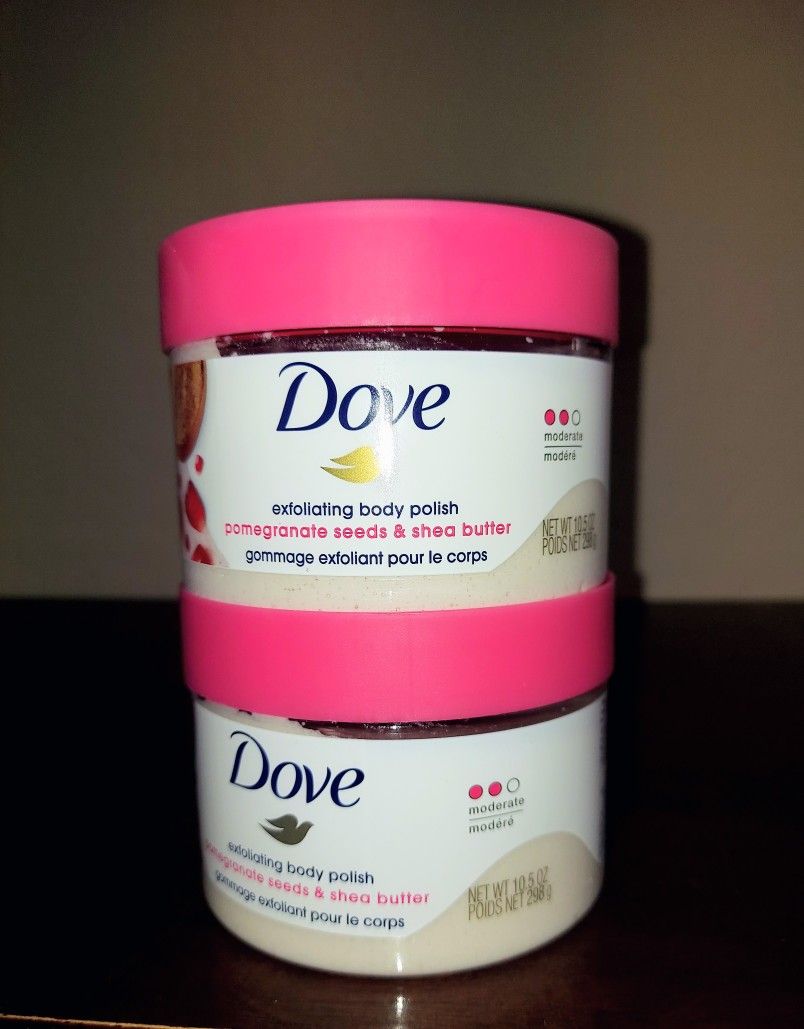 Dove
exfoliating body polish
pomegranate seeds & shea butter
gommage exfoliant pour le corps
moderate
modéré
NET WT 10.5 OZ
POIDS NET 298 g
Dove
exfoliating body polish
pomegranate seeds & shea butter
gommage exfoliant pour le corps
moderate
modéré
NET WT 10.5 OZ
POIDS NET 298 g